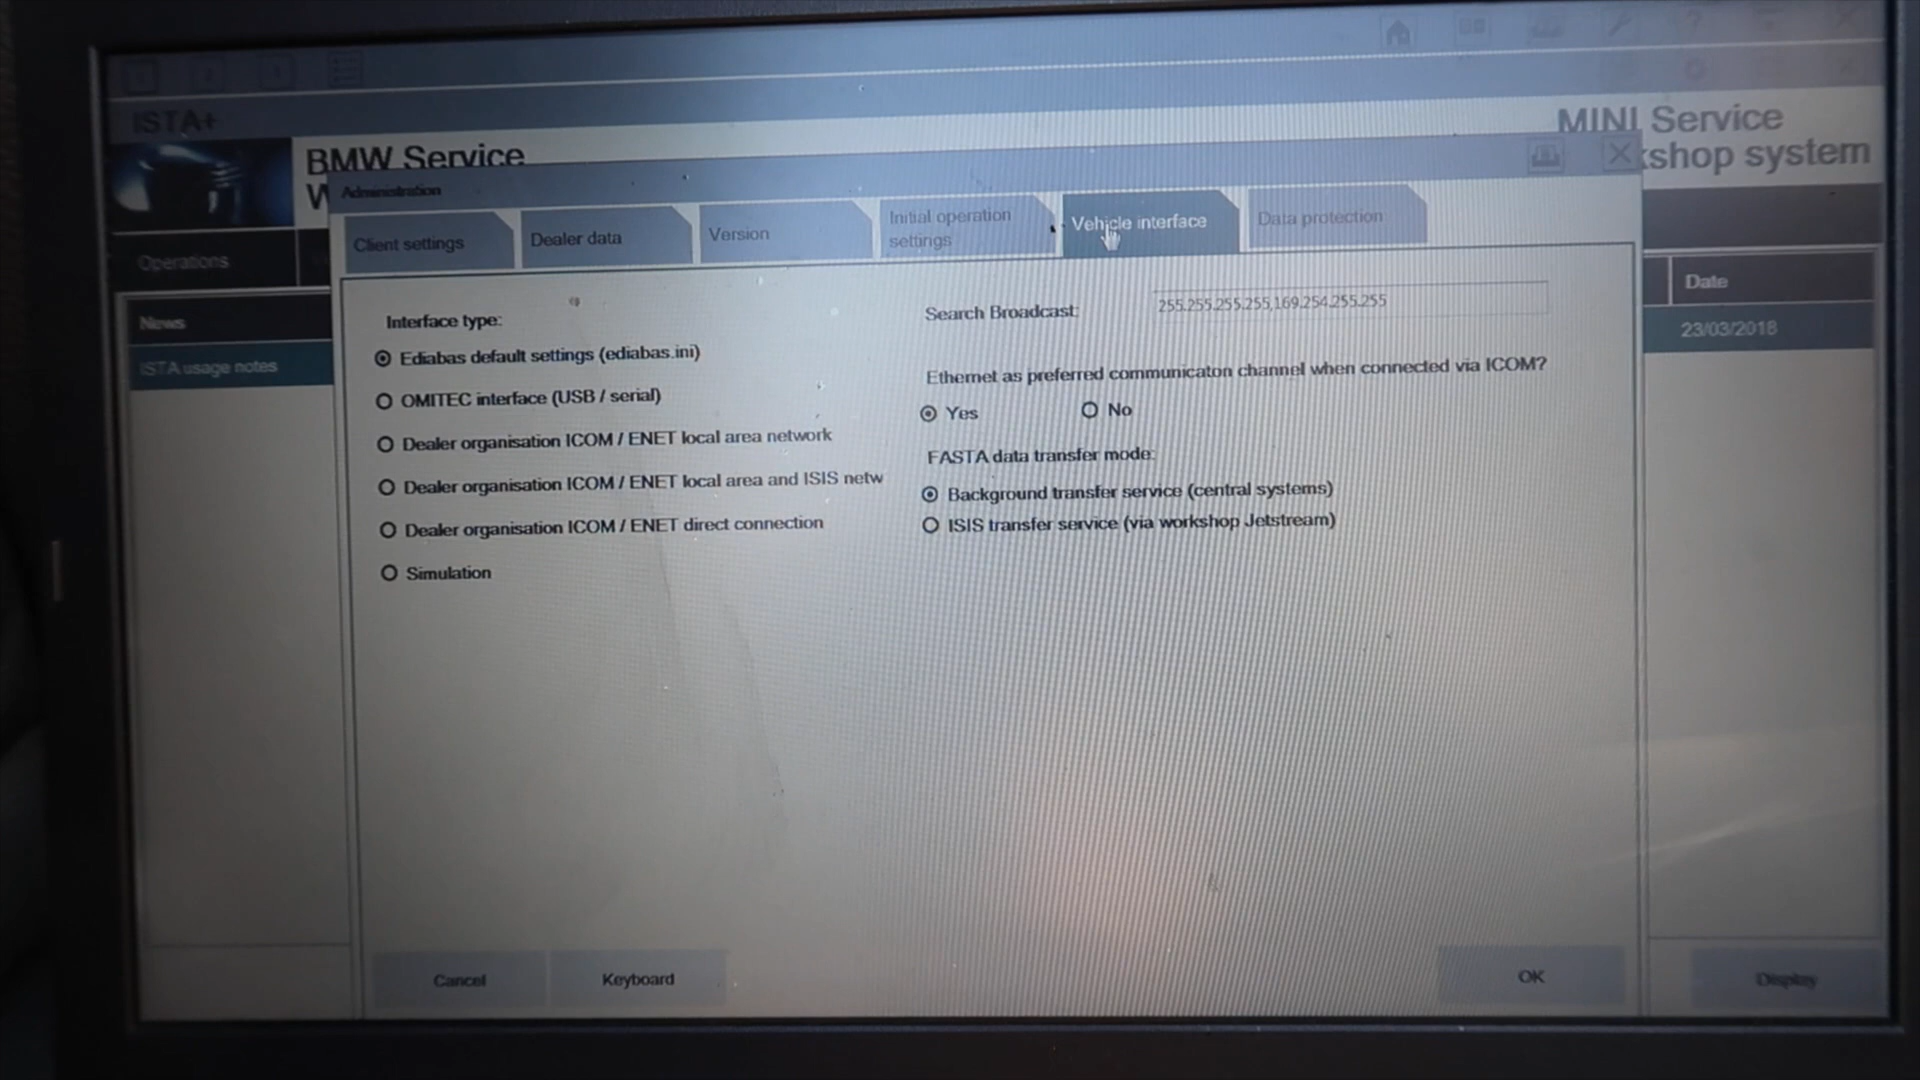 ISTA+
BMW Service
MINI Service
kshop system
Administration
Client settings
Dealer data
Version
Initial operation
settings
Vehicle interface
Data protection
Operations
Date
News
23/03/2018
ISTA usage notes
Interface type:
Ediabas default settings (ediabas.ini)
OMITEC interface (USB / serial)
Dealer organisation ICOM / ENET local area network
Dealer organisation ICOM / ENET local area and ISIS netw
Dealer organisation ICOM / ENET direct connection
Simulation
Search Broadcast:
255.255.255.255,169.254.255.255
Ethernet as preferred communicaton channel when connected via ICOM?
Yes
No
FASTA data transfer mode:
Background transfer service (central systems)
ISIS transfer service (via workshop Jetstream)
Cancel
Keyboard
OK
Display